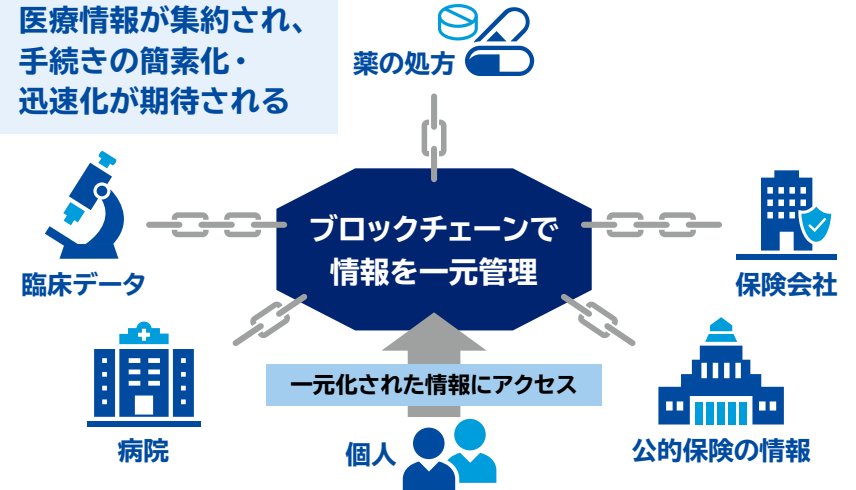 医療情報が集約され、
手続きの簡素化・
迅速化が期待される
薬の処方
ブロックチェーンで
情報を一元管理
臨床データ
保険会社
一元化された情報にアクセス
病院
個人
公的保険の情報